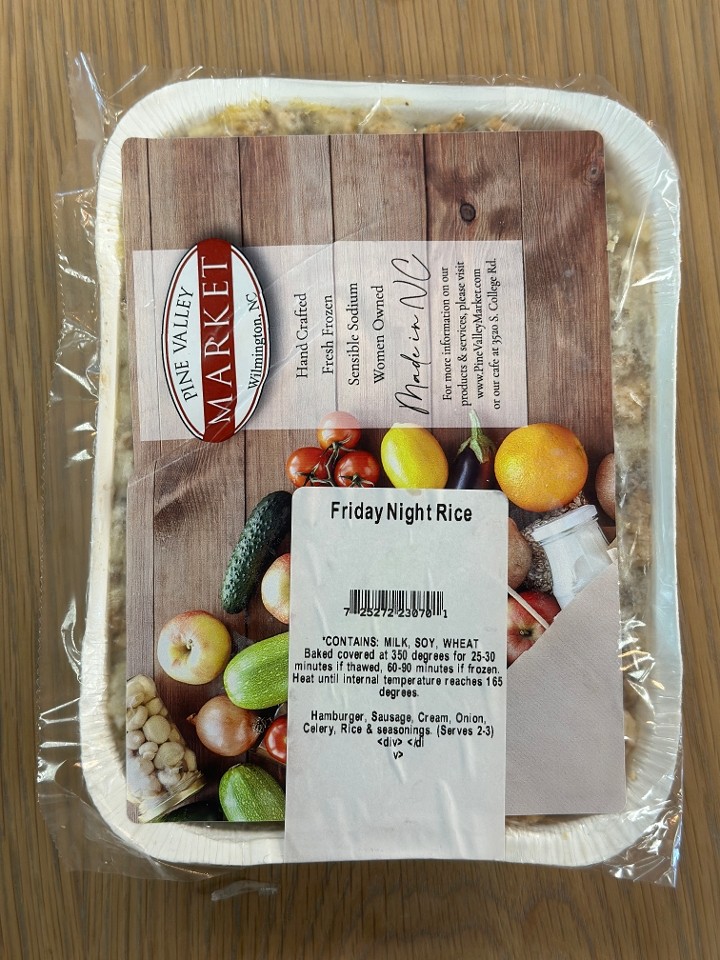 PINE VALLEY
MARKET
Wilmington, NC
Hand Crafted
Fresh Frozen
Sensible Sodium
Women Owned
Made in NC
For more information on our
products & services, please visit
www.PineValleyMarket.com
or our cafe at 3520 S. College Rd.
Friday Night Rice
7 25272 23070 1
*CONTAINS: MILK, SOY, WHEAT
Baked covered at 350 degrees for 25-30
minutes if thawed, 60-90 minutes if frozen.
Heat until internal temperature reaches 165
degrees.
Hamburger, Sausage, Cream, Onion,
Celery, Rice & seasonings. (Serves 2-3)
<div> </di
v>